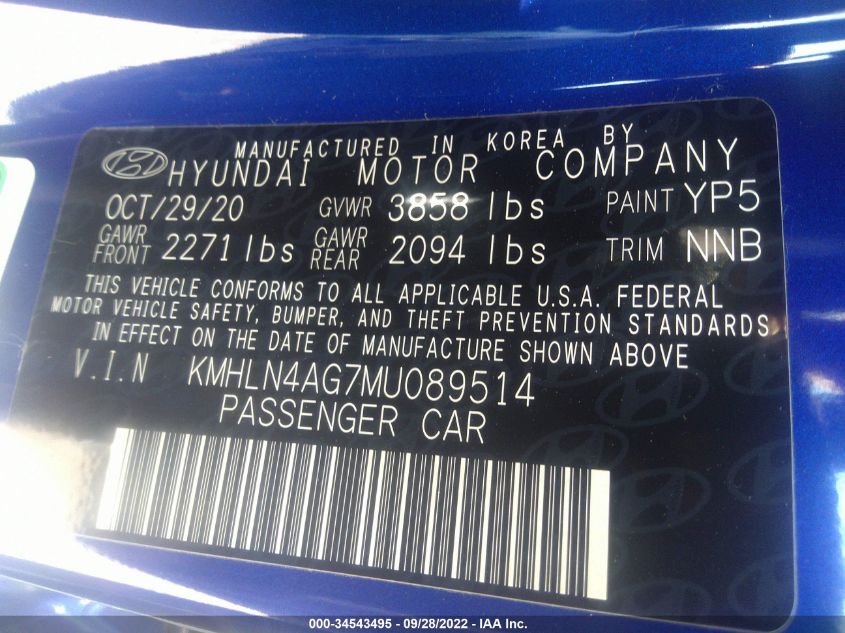 MANUFACTURED IN KOREA BY
HYUNDAI MOTOR COMPANY
OCT/29/20 GVWR 3858 lbs PAINT YP5
GAWR FRONT 2271 lbs GAWR REAR 2094 lbs TRIM NNB
THIS VEHICLE CONFORMS TO ALL APPLICABLE U.S.A. FEDERAL
MOTOR VEHICLE SAFETY, BUMPER, AND THEFT PREVENTION STANDARDS
IN EFFECT ON THE DATE OF MANUFACTURE SHOWN ABOVE
V.I.N KMHLN4AG7MU089514
PASSENGER CAR
000-34543495 - 09/28/2022 - IAA Inc.